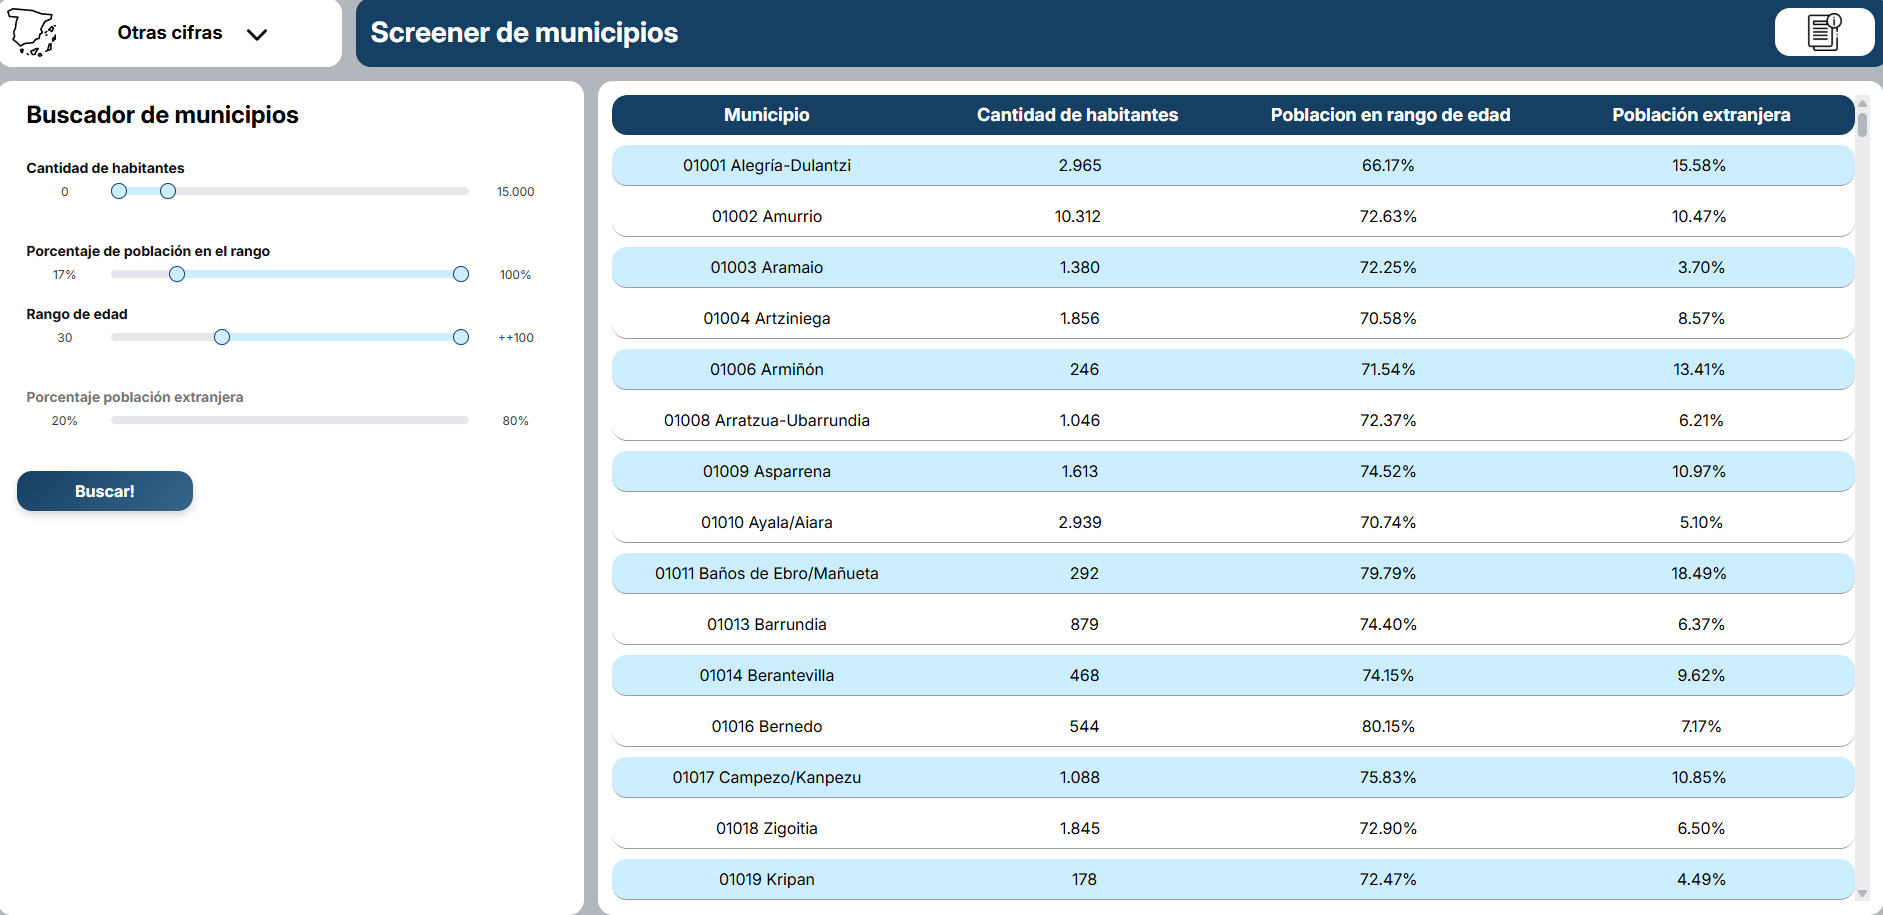 Otras cifras
Screener de municipios
Buscador de municipios
Cantidad de habitantes
0 15.000
Porcentaje de población en el rango
17% 100%
Rango de edad
30 ++100
Porcentaje población extranjera
20% 80%
Buscar!
Municipio Cantidad de habitantes Poblacion en rango de edad Población extranjera
01001 Alegría-Dulantzi 2.965 66.17% 15.58%
01002 Amurrio 10.312 72.63% 10.47%
01003 Aramaio 1.380 72.25% 3.70%
01004 Artziniega 1.856 70.58% 8.57%
01006 Armiñón 246 71.54% 13.41%
01008 Arratzua-Ubarrundia 1.046 72.37% 6.21%
01009 Asparrena 1.613 74.52% 10.97%
01010 Ayala/Aiara 2.939 70.74% 5.10%
01011 Baños de Ebro/Mañueta 292 79.79% 18.49%
01013 Barrundia 879 74.40% 6.37%
01014 Berantevilla 468 74.15% 9.62%
01016 Bernedo 544 80.15% 7.17%
01017 Campezo/Kanpezu 1.088 75.83% 10.85%
01018 Zigoitia 1.845 72.90% 6.50%
01019 Kripan 178 72.47% 4.49%